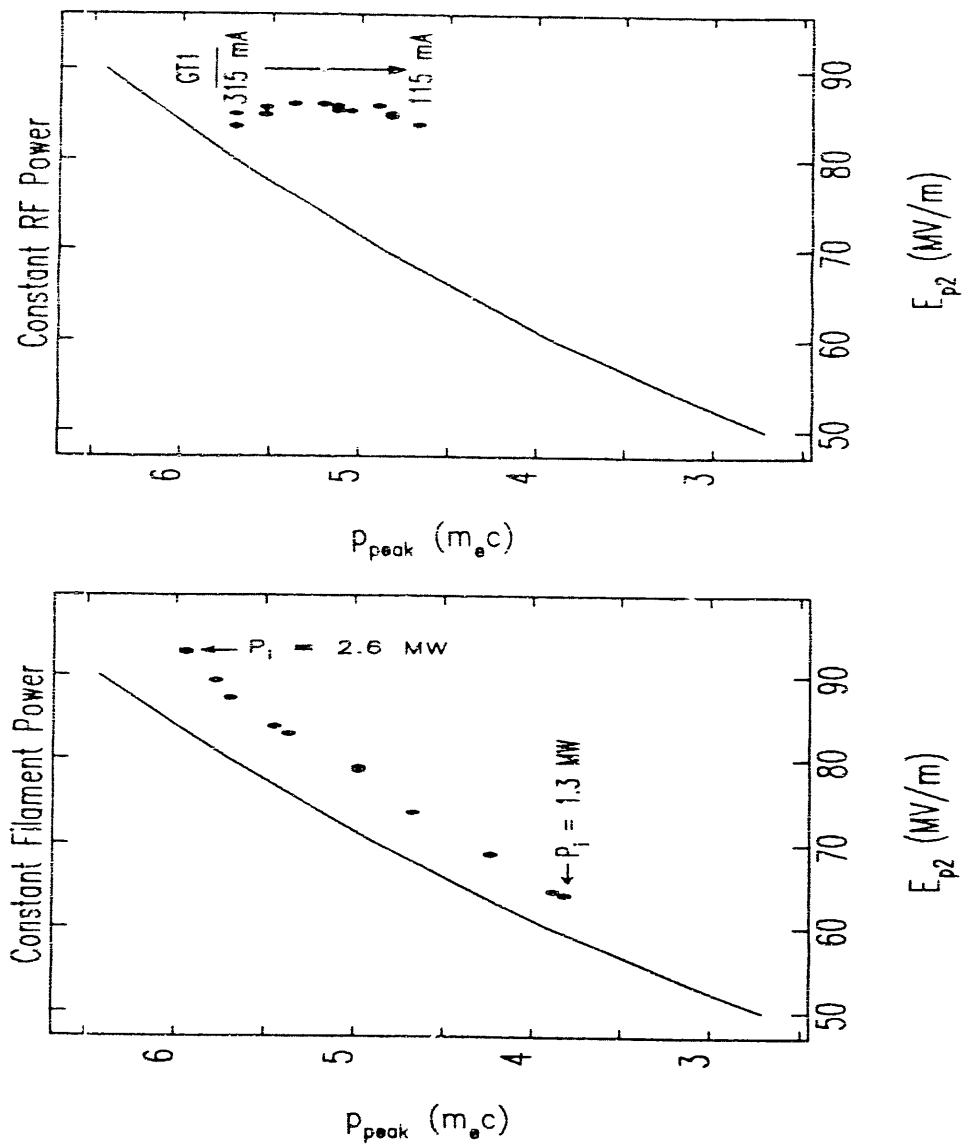 Constant RF Power
GT1
315 mA
115 mA
6
5
4
3
p_peak (m_e c)
50
60
70
80
90
E_p2 (MV/m)
Constant Filament Power
P_i = 2.6 MW
P_i = 1.3 MW
6
5
4
3
p_peak (m_e c)
50
60
70
80
90
E_p2 (MV/m)